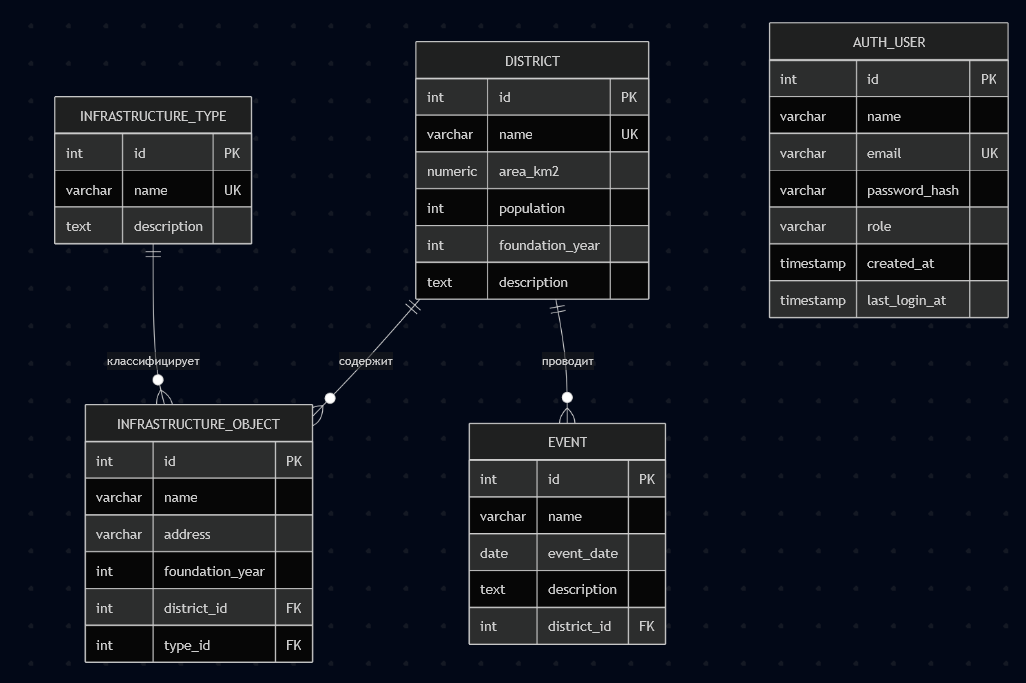 INFRASTRUCTURE_TYPE
int id PK
varchar name UK
text description
DISTRICT
int id PK
varchar name UK
numeric area_km2
int population
int foundation_year
text description
AUTH_USER
int id PK
varchar name
varchar email UK
varchar password_hash
varchar role
timestamp created_at
timestamp last_login_at
классифицирует
содержит
проводит
INFRASTRUCTURE_OBJECT
int id PK
varchar name
varchar address
int foundation_year
int district_id FK
int type_id FK
EVENT
int id PK
varchar name
date event_date
text description
int district_id FK